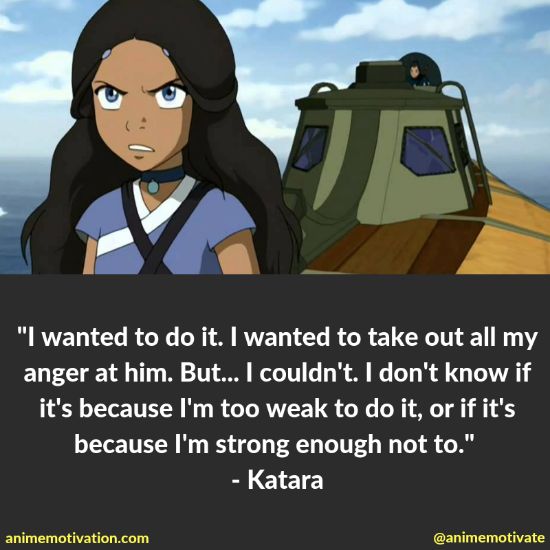 "I wanted to do it. I wanted to take out all my
anger at him. But... I couldn't. I don't know if
it's because I'm too weak to do it, or if it's
because I'm strong enough not to."
- Katara
animemotivation.com
@animemotivate